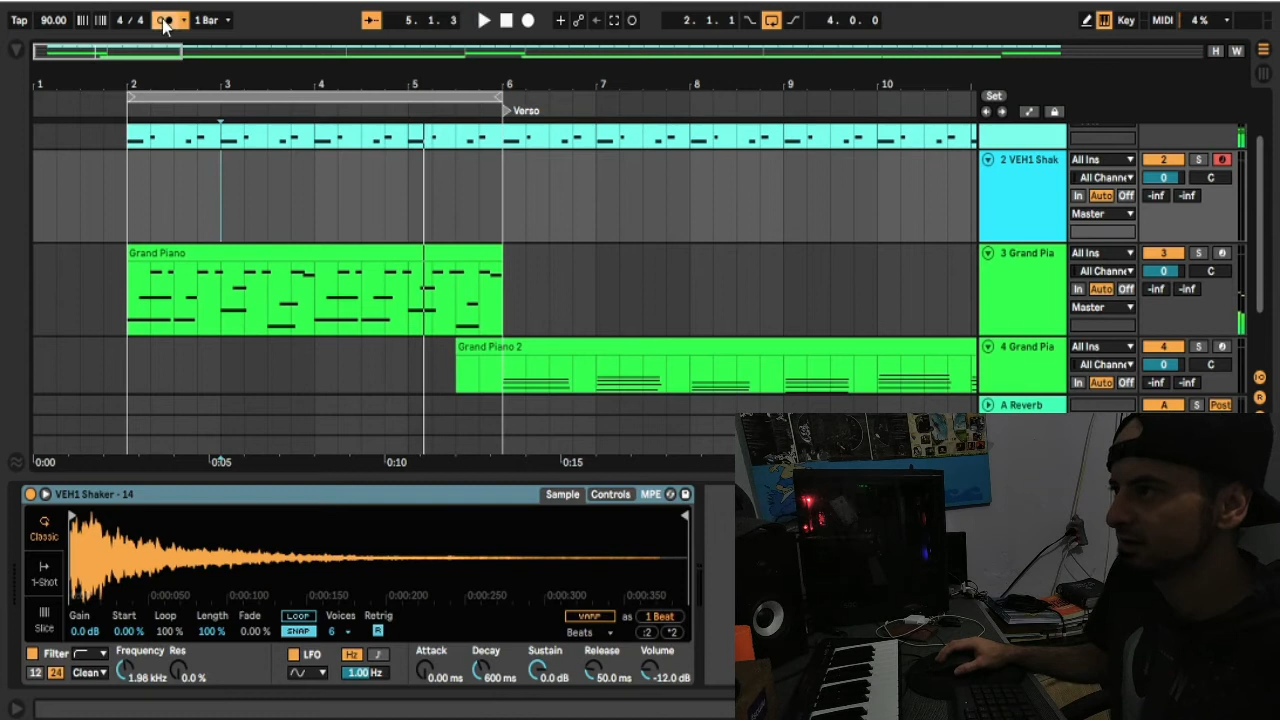 Tap 90.00 4 / 4 1 Bar 5. 1. 3 2. 1. 1 4. 0. 0 Key MIDI 4 %
H W
1 2 3 4 5 6 7 8 9 10 Set
Verso
2 VEH1 Shak All Ins 2 S
All Channe 0 C
In Auto Off -inf -inf
Master
Grand Piano 3 Grand Pia All Ins 3 S
All Channe 0 C
In Auto Off -inf -inf
Master
Grand Piano 2 4 Grand Pia All Ins 4 S
All Channe 0 C
In Auto Off -inf -inf
A Reverb A S Post
0:00 0:05 0:10 0:15
VEH1 Shaker - 14 Sample Controls MPE
Classic
1-Shot
Slice
0:00:050 0:00:100 0:00:150 0:00:200 0:00:300 0:00:350
Gain Start Loop Length Fade LOOP Voices Retrig WARP as 1 Beat
0.0 dB 0.00 % 100 % 100 % 0.00 % SNAP 6 R Beats :2 *2
Filter Frequency Res LFO Hz Attack Decay Sustain Release Volume
12 24 Clean 1.98 kHz 0.0 % 1.00 Hz 0.00 ms 600 ms 0.0 dB 50.0 ms -12.0 dB